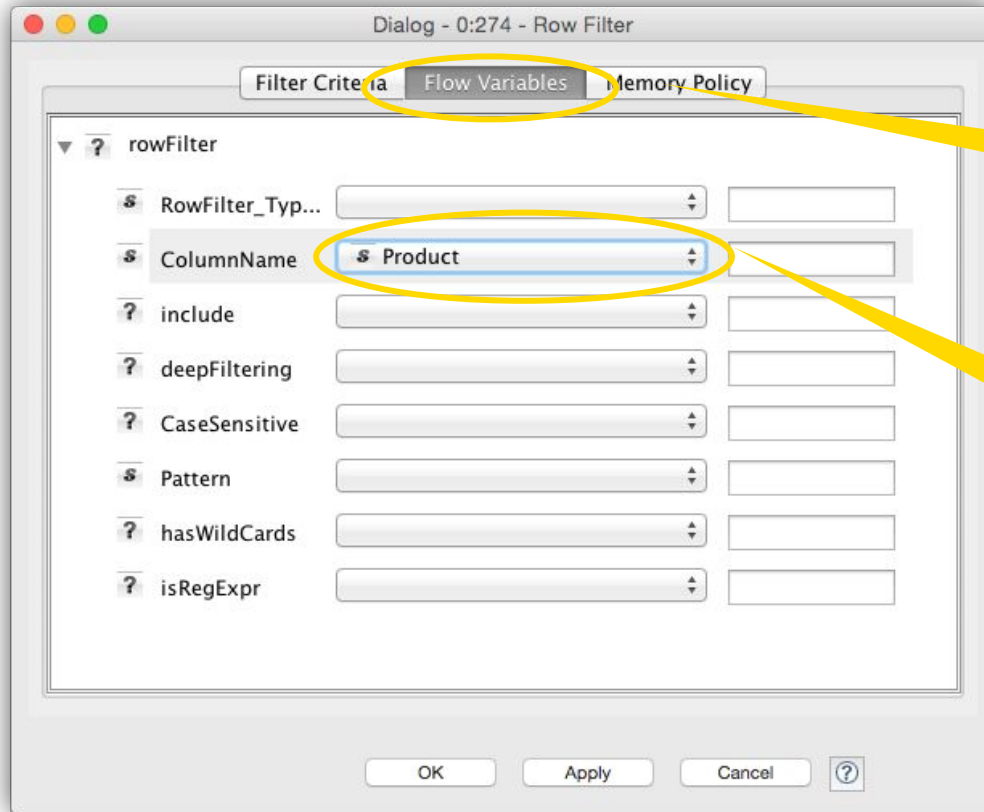 Dialog - 0:274 - Row Filter
Filter Criteria Flow Variables Memory Policy
? rowFilter
s RowFilter_Typ...
s ColumnName s Product
? include
? deepFiltering
? CaseSensitive
s Pattern
? hasWildCards
? isRegExpr
OK Apply Cancel ?